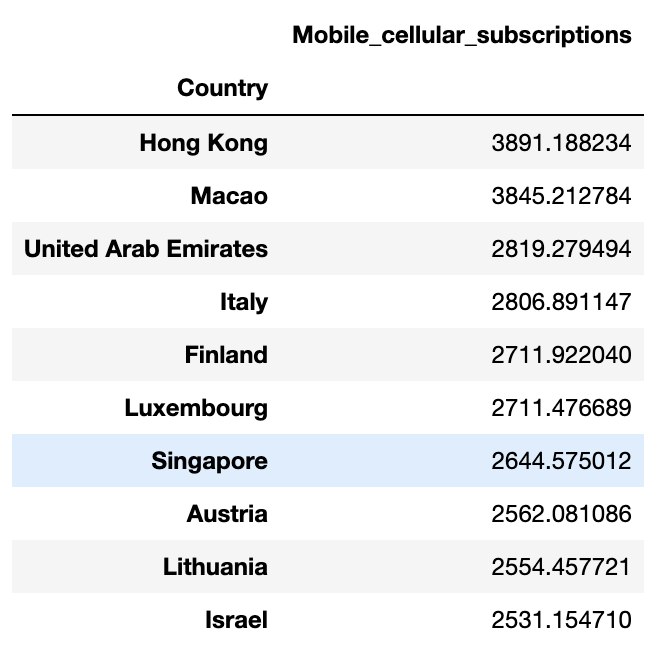 Mobile_cellular_subscriptions
Country
Hong Kong 3891.188234
Macao 3845.212784
United Arab Emirates 2819.279494
Italy 2806.891147
Finland 2711.922040
Luxembourg 2711.476689
Singapore 2644.575012
Austria 2562.081086
Lithuania 2554.457721
Israel 2531.154710